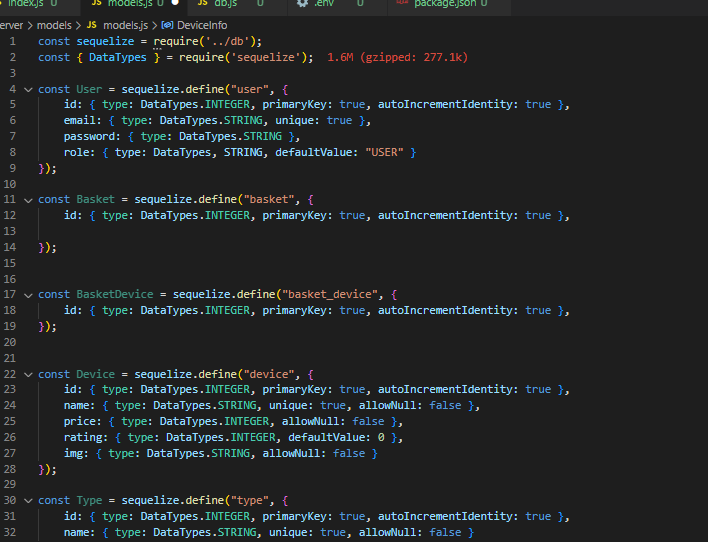 index.js U models.js U db.js U .env U package.json U
erver > models > JS models.js > DeviceInfo
1 const sequelize = require('../db');
2 const { DataTypes } = require('sequelize'); 1.6M (gzipped: 277.1k)
3
4 const User = sequelize.define("user", {
5 id: { type: DataTypes.INTEGER, primaryKey: true, autoIncrementIdentity: true },
6 email: { type: DataTypes.STRING, unique: true },
7 password: { type: DataTypes.STRING },
8 role: { type: DataTypes, STRING, defaultValue: "USER" }
9 });
10
11 const Basket = sequelize.define("basket", {
12 id: { type: DataTypes.INTEGER, primaryKey: true, autoIncrementIdentity: true },
13
14 });
15
16
17 const BasketDevice = sequelize.define("basket_device", {
18 id: { type: DataTypes.INTEGER, primaryKey: true, autoIncrementIdentity: true },
19 });
20
21
22 const Device = sequelize.define("device", {
23 id: { type: DataTypes.INTEGER, primaryKey: true, autoIncrementIdentity: true },
24 name: { type: DataTypes.STRING, unique: true, allowNull: false },
25 price: { type: DataTypes.INTEGER, allowNull: false },
26 rating: { type: DataTypes.INTEGER, defaultValue: 0 },
27 img: { type: DataTypes.STRING, allowNull: false }
28 });
29
30 const Type = sequelize.define("type", {
31 id: { type: DataTypes.INTEGER, primaryKey: true, autoIncrementIdentity: true },
32 name: { type: DataTypes.STRING, unique: true, allowNull: false }